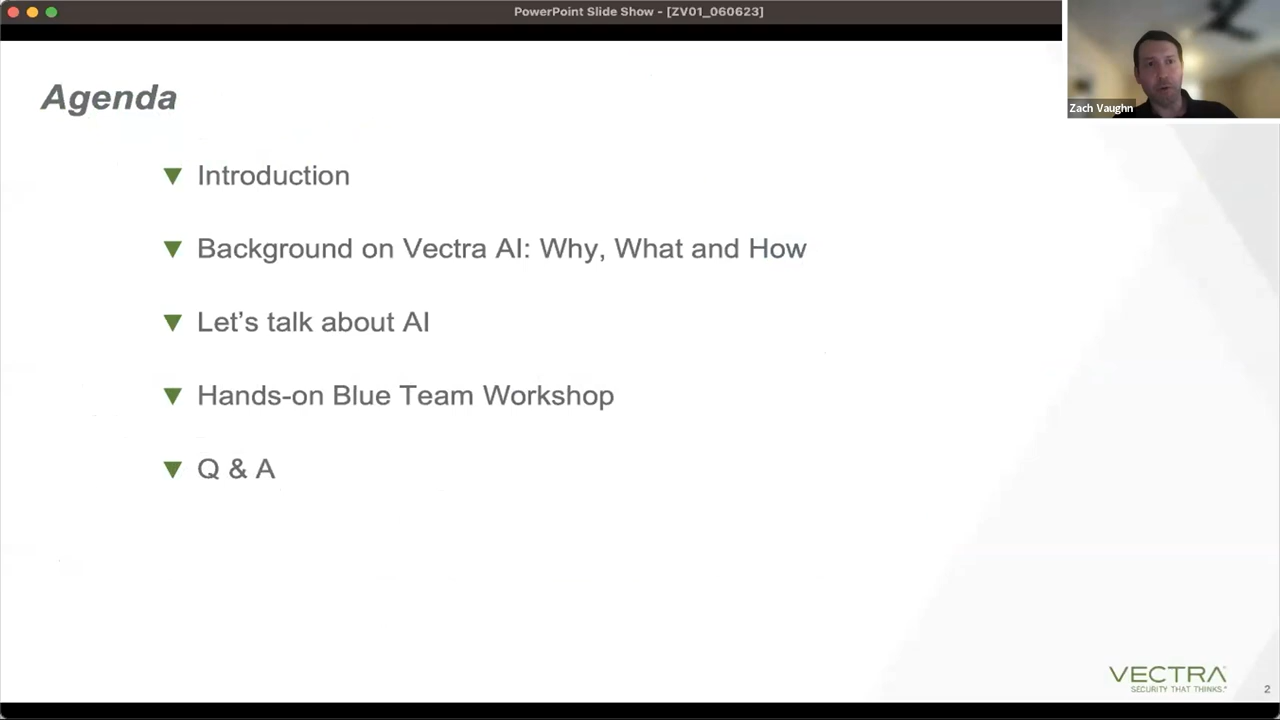 PowerPoint Slide Show - [ZV01_060623]
Zach Vaughn
Agenda
Introduction
Background on Vectra AI: Why, What and How
Let’s talk about AI
Hands-on Blue Team Workshop
Q & A
VECTRA
SECURITY THAT THINKS.
2